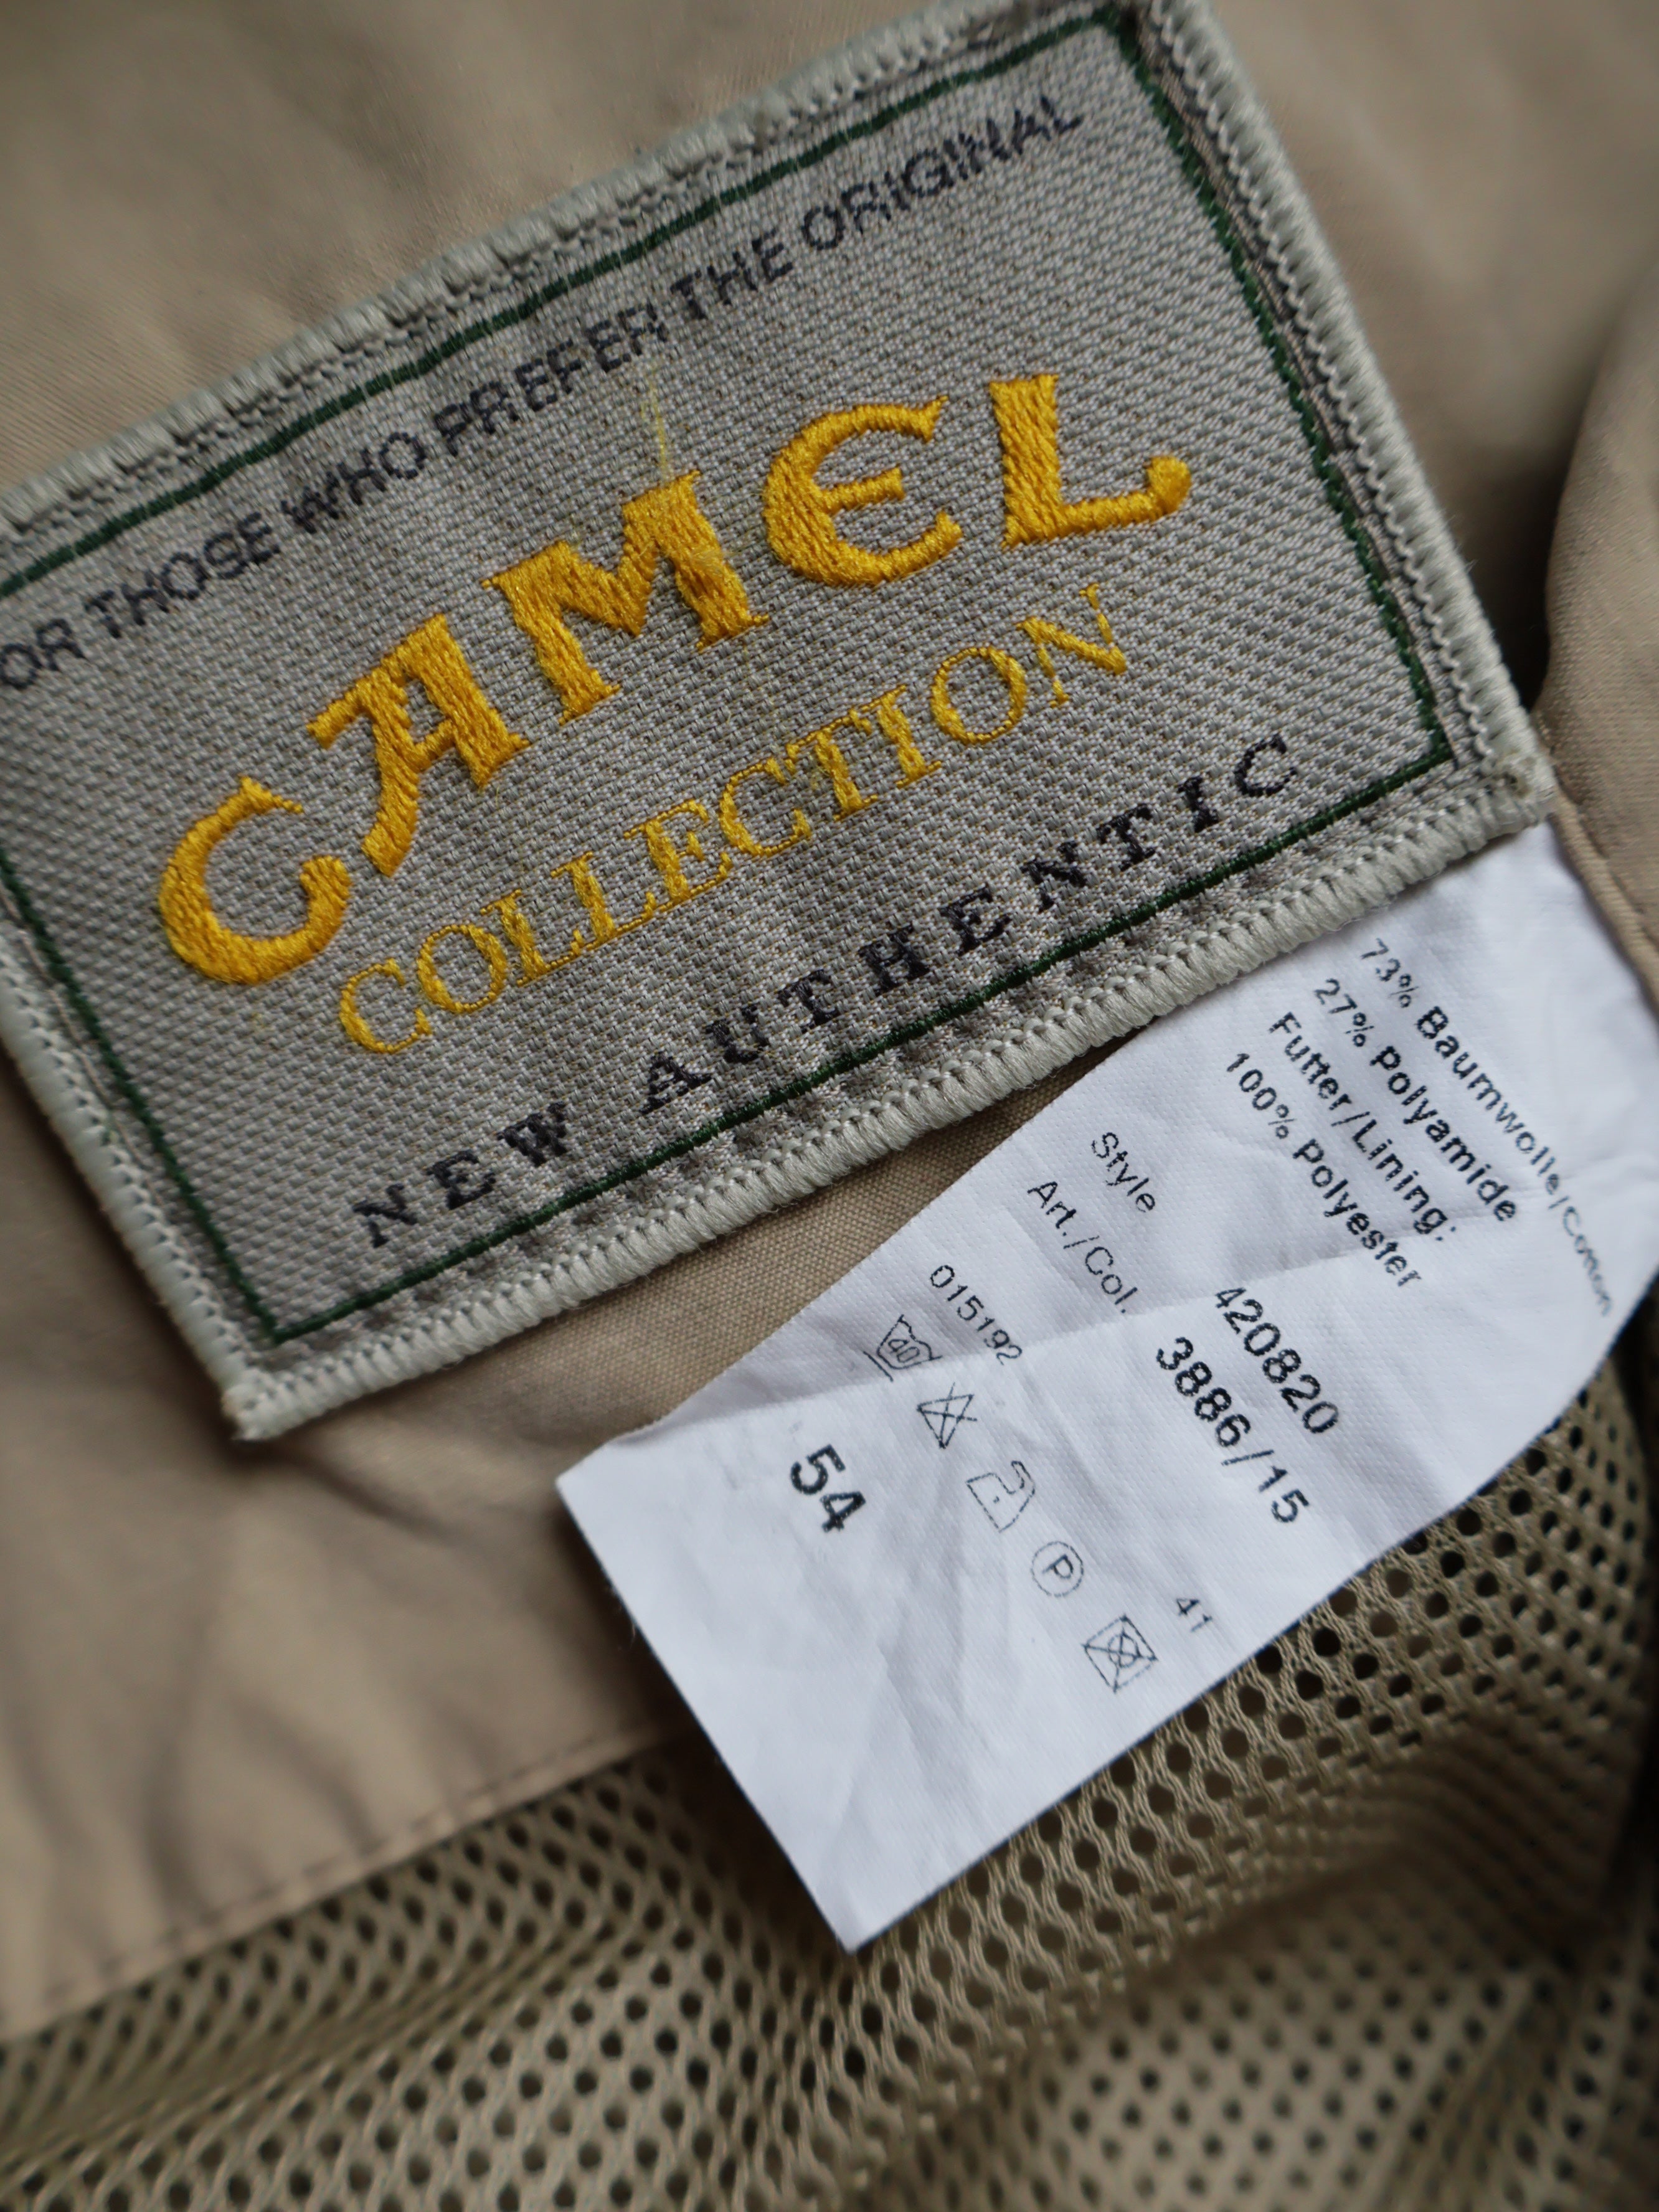 OR THOSE WHO PREFER THE ORIGINAL
CAMEL
COLLECTION
NEW AUTHENTIC
73% Baumwolle/Cotton
27% Polyamide
Futter/Lining:
100% Polyester
Style 420820
Art./Col. 3886/15
015192 41
40 P
54